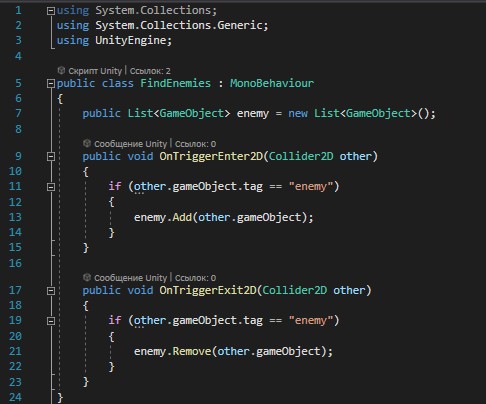 1 using System.Collections;
2 using System.Collections.Generic;
3 using UnityEngine;
4
Скрипт Unity | Ссылок: 2
5 public class FindEnemies : MonoBehaviour
6 {
7 public List<GameObject> enemy = new List<GameObject>();
8
Сообщение Unity | Ссылок: 0
9 public void OnTriggerEnter2D(Collider2D other)
10 {
11 if (other.gameObject.tag == "enemy")
12 {
13 enemy.Add(other.gameObject);
14 }
15 }
16
Сообщение Unity | Ссылок: 0
17 public void OnTriggerExit2D(Collider2D other)
18 {
19 if (other.gameObject.tag == "enemy")
20 {
21 enemy.Remove(other.gameObject);
22 }
23 }
24 }